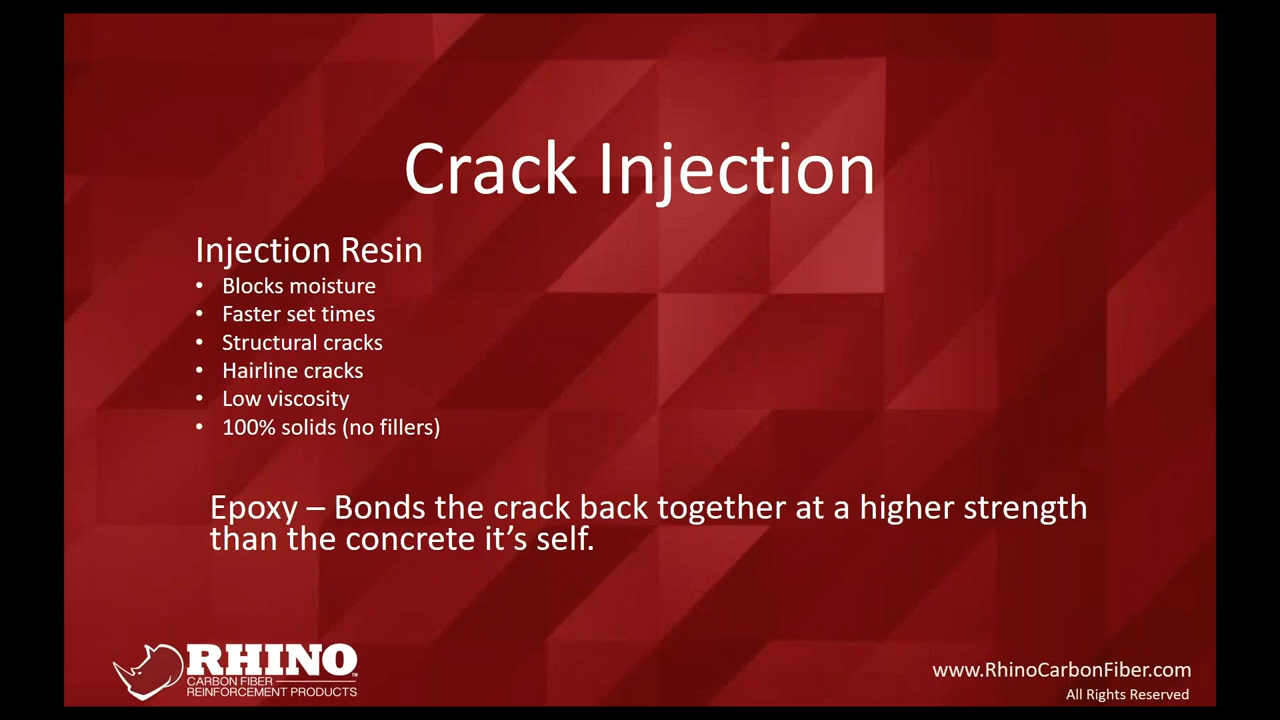 Crack Injection
Injection Resin
• Blocks moisture
• Faster set times
• Structural cracks
• Hairline cracks
• Low viscosity
• 100% solids (no fillers)
Epoxy – Bonds the crack back together at a higher strength
than the concrete it’s self.
RHINO™
CARBON FIBER
REINFORCEMENT PRODUCTS
www.RhinoCarbonFiber.com
All Rights Reserved